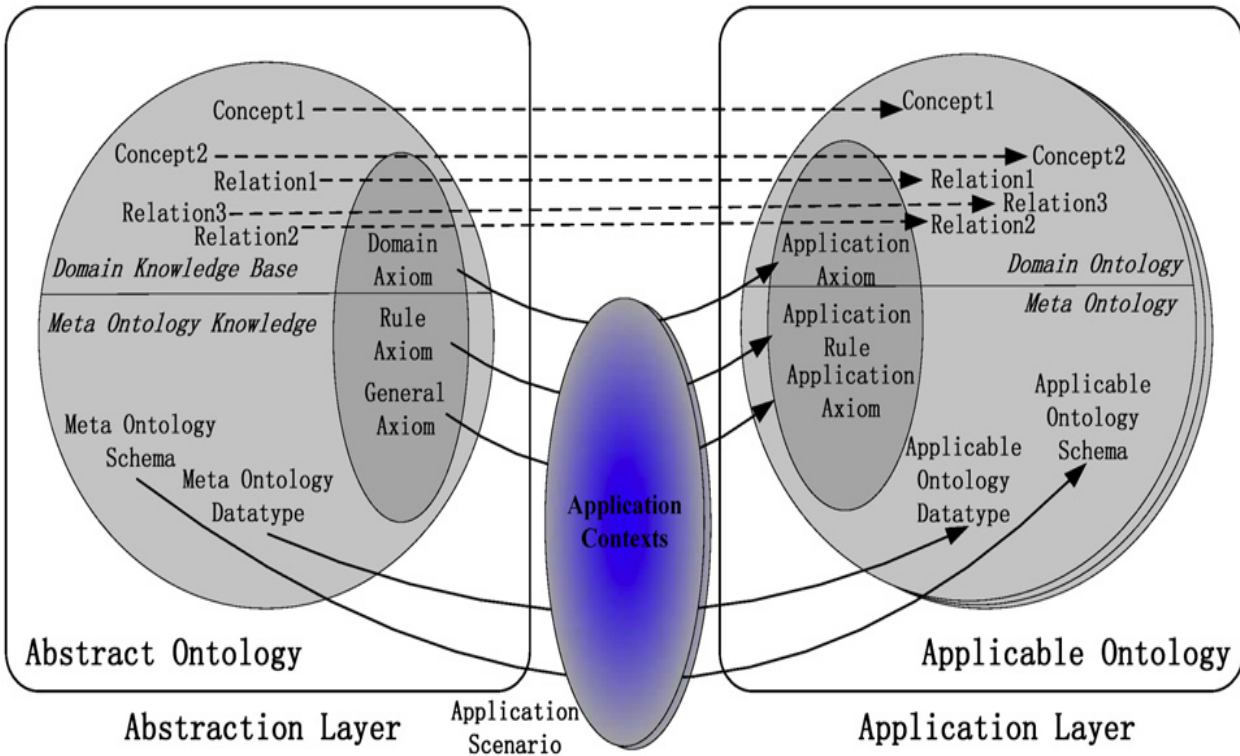 Concept1
Concept2
Relation1
Relation3
Relation2
Domain
Axiom
Domain Knowledge Base
Meta Ontology Knowledge
Rule
Axiom
General
Axiom
Meta Ontology
Schema
Meta Ontology
Datatype
Abstract Ontology
Abstraction Layer
Application
Contexts
Application
Scenario
Concept1
Concept2
Relation1
Relation3
Relation2
Application
Axiom
Domain Ontology
Meta Ontology
Application
Rule
Application
Axiom
Applicable
Ontology
Schema
Applicable
Ontology
Datatype
Applicable Ontology
Application Layer